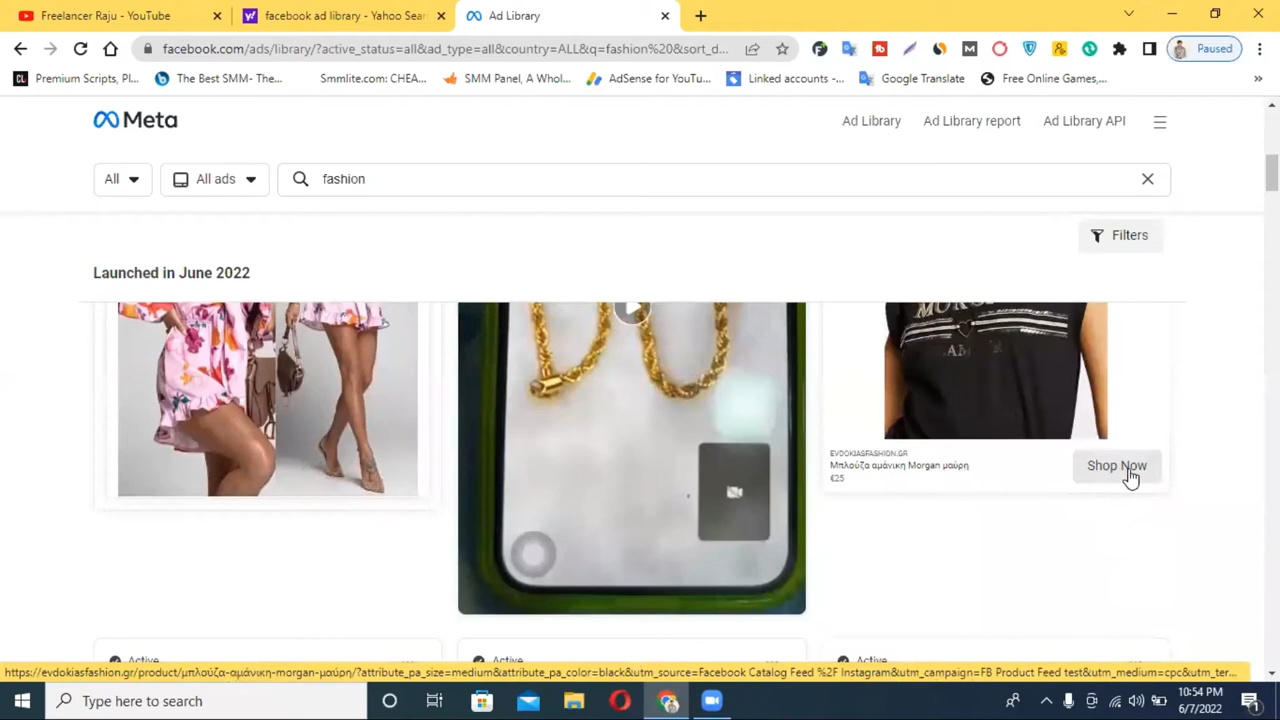 Freelancer Raju - YouTube
facebook ad library - Yahoo Sear
Ad Library
facebook.com/ads/library/?active_status=all&ad_type=all&country=ALL&q=fashion%20&sort_d...
Paused
Premium Scripts, Pl...
The Best SMM- The...
Smmlite.com: CHEA...
SMM Panel, A Whol...
AdSense for YouTu...
Linked accounts -...
Google Translate
Free Online Games,...
Meta
Ad Library
Ad Library report
Ad Library API
All
All ads
fashion
Filters
Launched in June 2022
EVDOKIASFASHION.GR
Μπλούζα αμάνικη Morgan μαύρη
€25
Shop Now
Active
Active
Active
https://evdokiasfashion.gr/product/μπλούζα-αμάνικη-morgan-μαύρη/?attribute_pa_size=medium&attribute_pa_color=black&utm_source=Facebook Catalog Feed %2F Instagram&utm_campaign=FB Product Feed test&utm_medium=cpc&utm_ter...
Type here to search
10:54 PM
6/7/2022